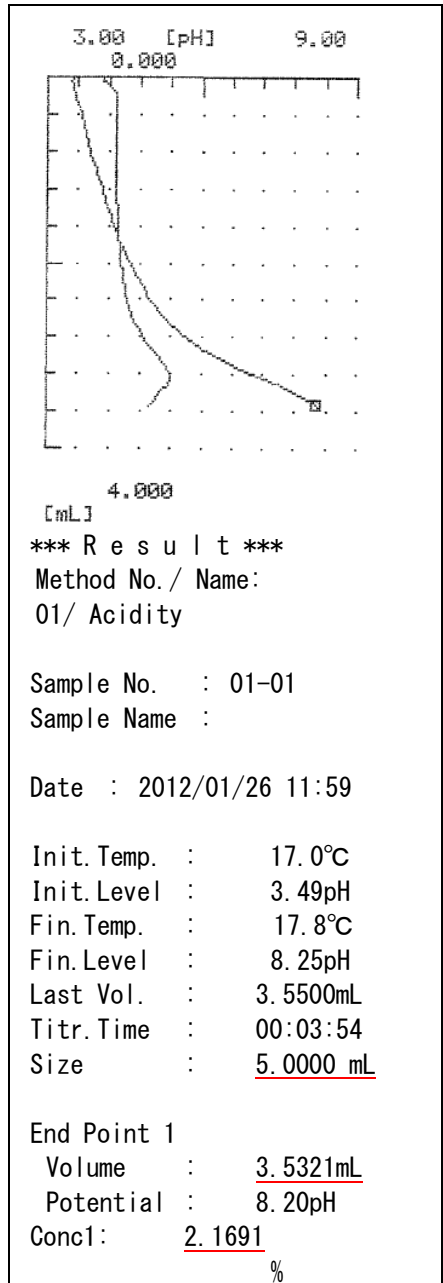 3.00 [pH] 9.00
0.000
4.000
[mL]
*** R e s u l t ***
Method No./ Name:
01/ Acidity
Sample No. : 01-01
Sample Name :
Date : 2012/01/26 11:59
Init.Temp. : 17.0℃
Init.Level : 3.49pH
Fin.Temp. : 17.8℃
Fin.Level : 8.25pH
Last Vol. : 3.5500mL
Titr.Time : 00:03:54
Size : 5.0000 mL
End Point 1
Volume : 3.5321mL
Potential : 8.20pH
Conc1: 2.1691
%